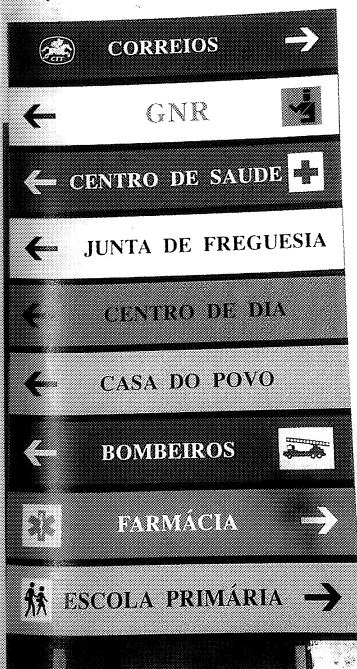 CTT CORREIOS
GNR
CENTRO DE SAUDE
JUNTA DE FREGUESIA
CENTRO DE DIA
CASA DO POVO
BOMBEIROS
FARMÁCIA
ESCOLA PRIMÁRIA